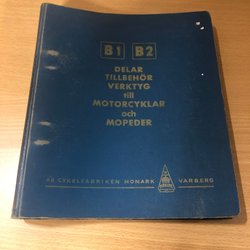 B1 B2
DELAR
TILLBEHÖR
VERKTYG
till
MOTORCYKLAR
och
MOPEDER
AB CYKELFABRIKEN MONARK VARBERG